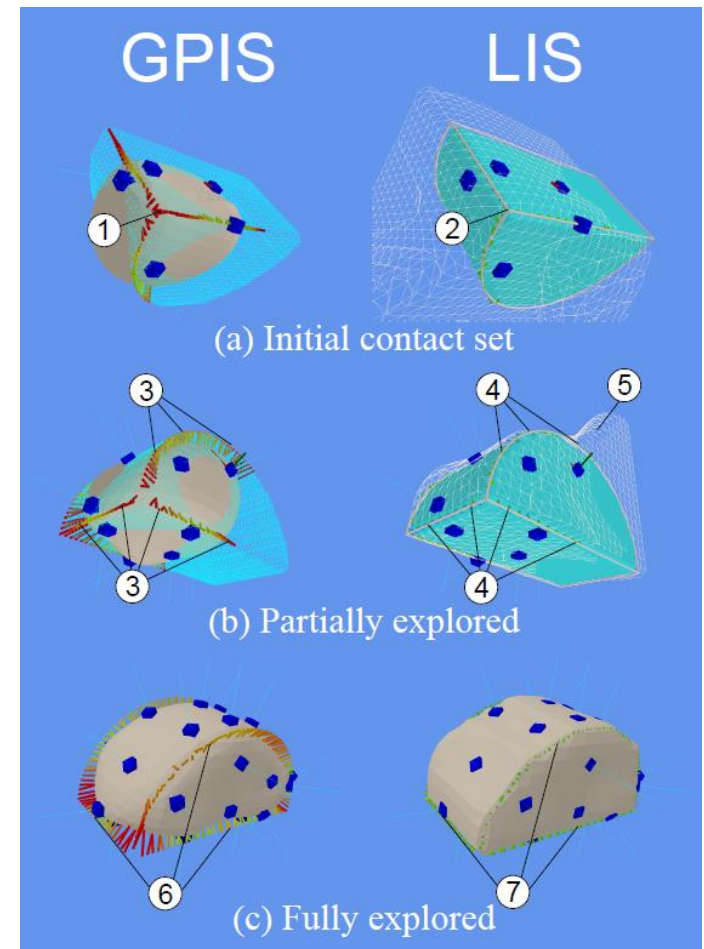 GPIS LIS
1 2
(a) Initial contact set
3 4 5
3 4
(b) Partially explored
6 7
(c) Fully explored